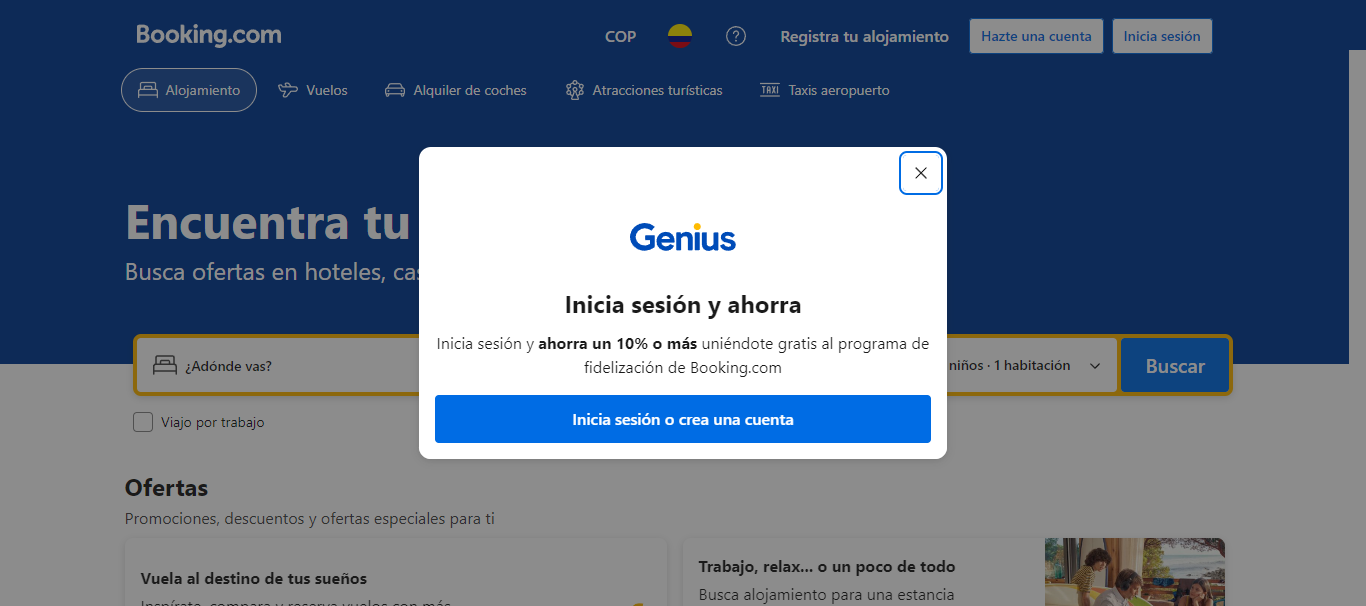 Booking.com
COP
Registra tu alojamiento
Hazte una cuenta
Inicia sesión
Alojamiento
Vuelos
Alquiler de coches
Atracciones turísticas
TAXI
Taxis aeropuerto
Genius
Inicia sesión y ahorra
Inicia sesión y ahorra un 10% o más uniéndote gratis al programa de
fidelización de Booking.com
Inicia sesión o crea una cuenta
Encuentra tu
Busca ofertas en hoteles,
¿Adónde vas?
niños · 1 habitación
Buscar
Viajo por trabajo
Ofertas
Promociones, descuentos y ofertas especiales para ti
Vuela al destino de tus sueños
Inspírate, compara y reserva vuelos con más
Trabajo, relax... o un poco de todo
Busca alojamiento para una estancia